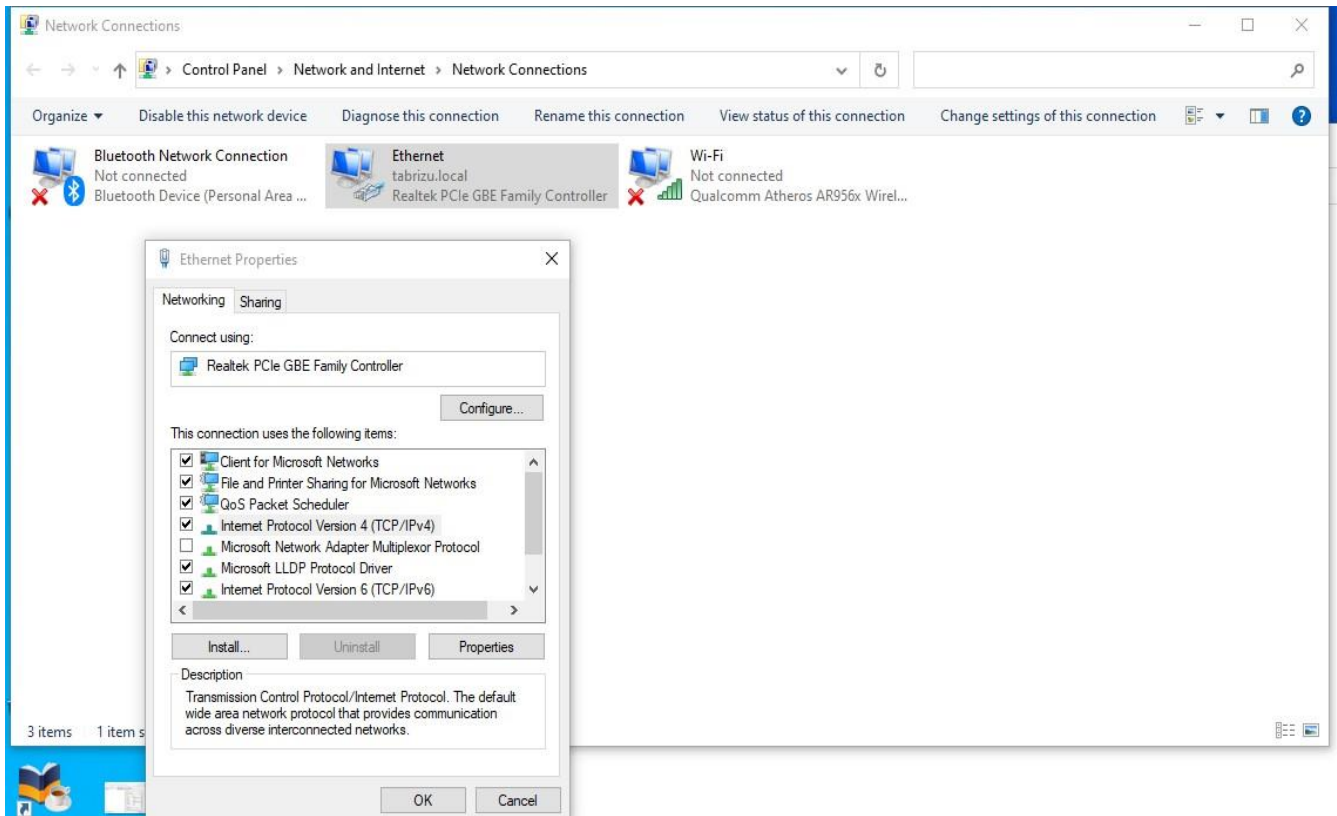 Network Connections
Control Panel > Network and Internet > Network Connections
Organize Disable this network device Diagnose this connection Rename this connection View status of this connection Change settings of this connection
Bluetooth Network Connection
Not connected
Bluetooth Device (Personal Area ...
Ethernet
tabrizu.local
Realtek PCIe GBE Family Controller
Wi-Fi
Not connected
Qualcomm Atheros AR956x Wirel...
Ethernet Properties
Networking Sharing
Connect using:
Realtek PCIe GBE Family Controller
Configure...
This connection uses the following items:
Client for Microsoft Networks
File and Printer Sharing for Microsoft Networks
QoS Packet Scheduler
Internet Protocol Version 4 (TCP/IPv4)
Microsoft Network Adapter Multiplexor Protocol
Microsoft LLDP Protocol Driver
Internet Protocol Version 6 (TCP/IPv6)
Install... Uninstall Properties
Description
Transmission Control Protocol/Internet Protocol. The default
wide area network protocol that provides communication
across diverse interconnected networks.
OK Cancel
3 items 1 item s